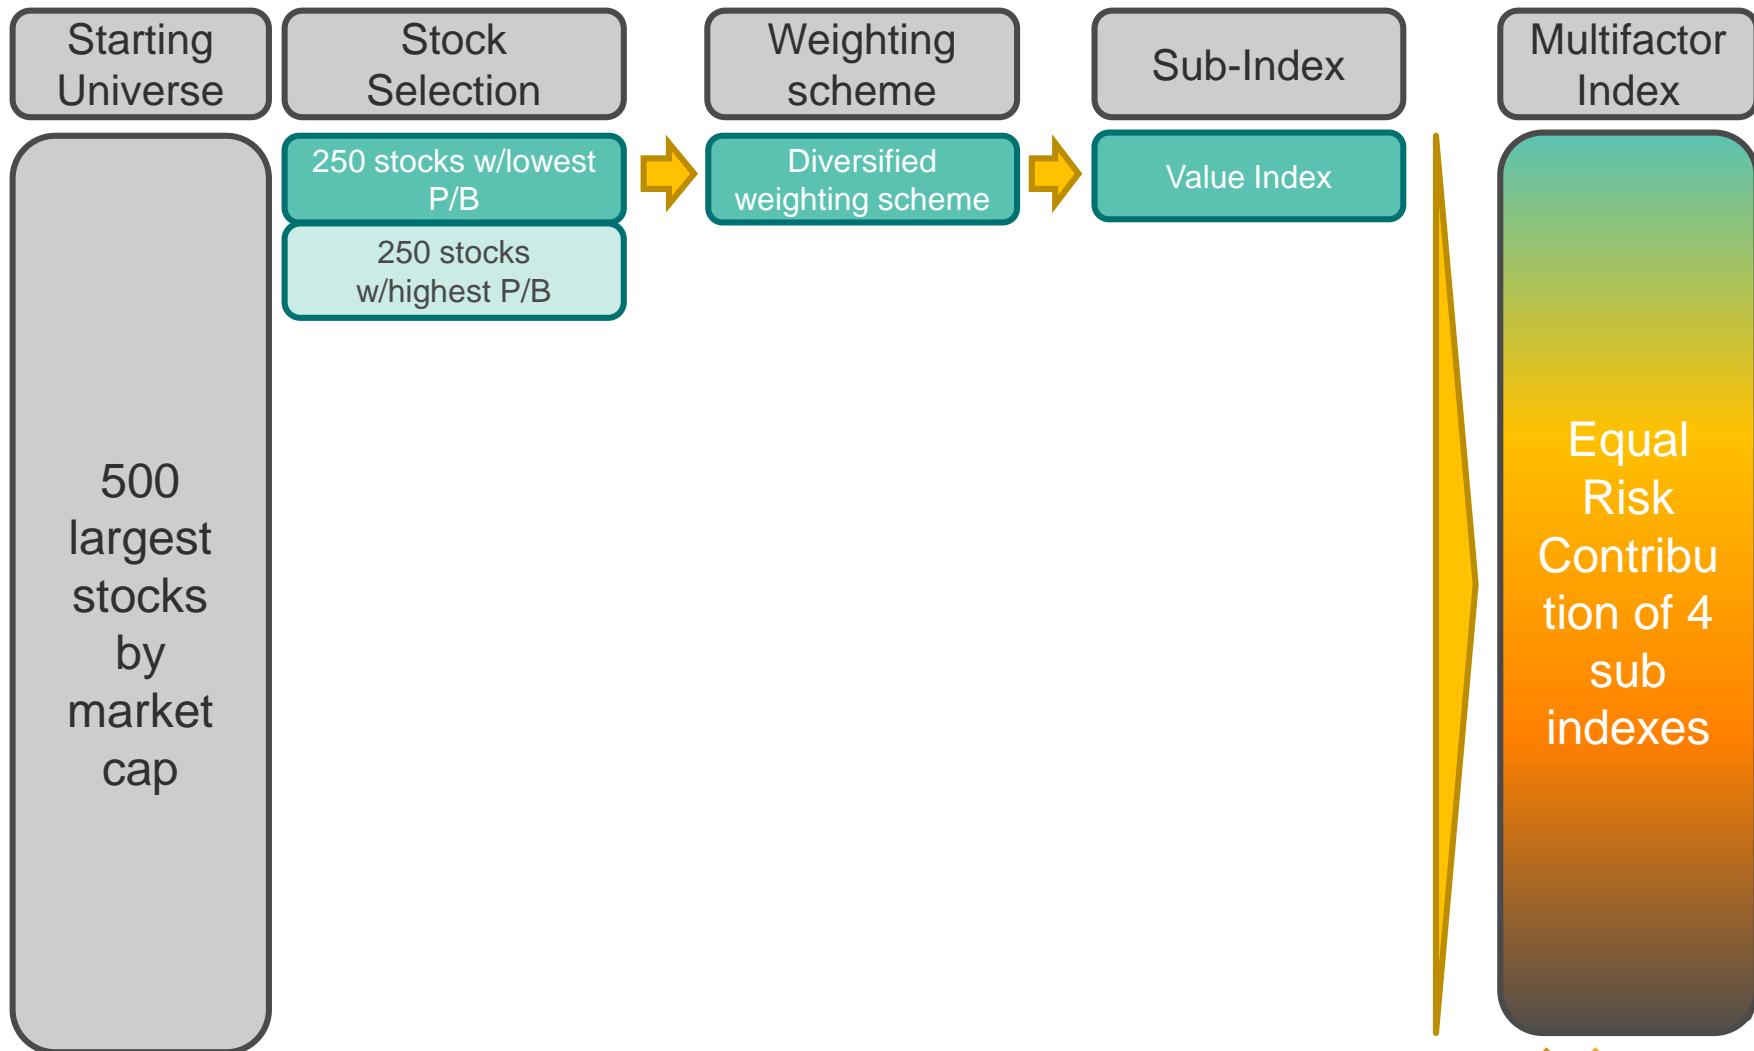 Starting
Universe
Stock
Selection
Weighting
scheme
Sub-Index
Multifactor
Index
500
largest
stocks
by
market
cap
250 stocks w/lowest
P/B
250 stocks
w/highest P/B
Diversified
weighting scheme
Value Index
Equal
Risk
Contribu
tion of 4
sub
indexes